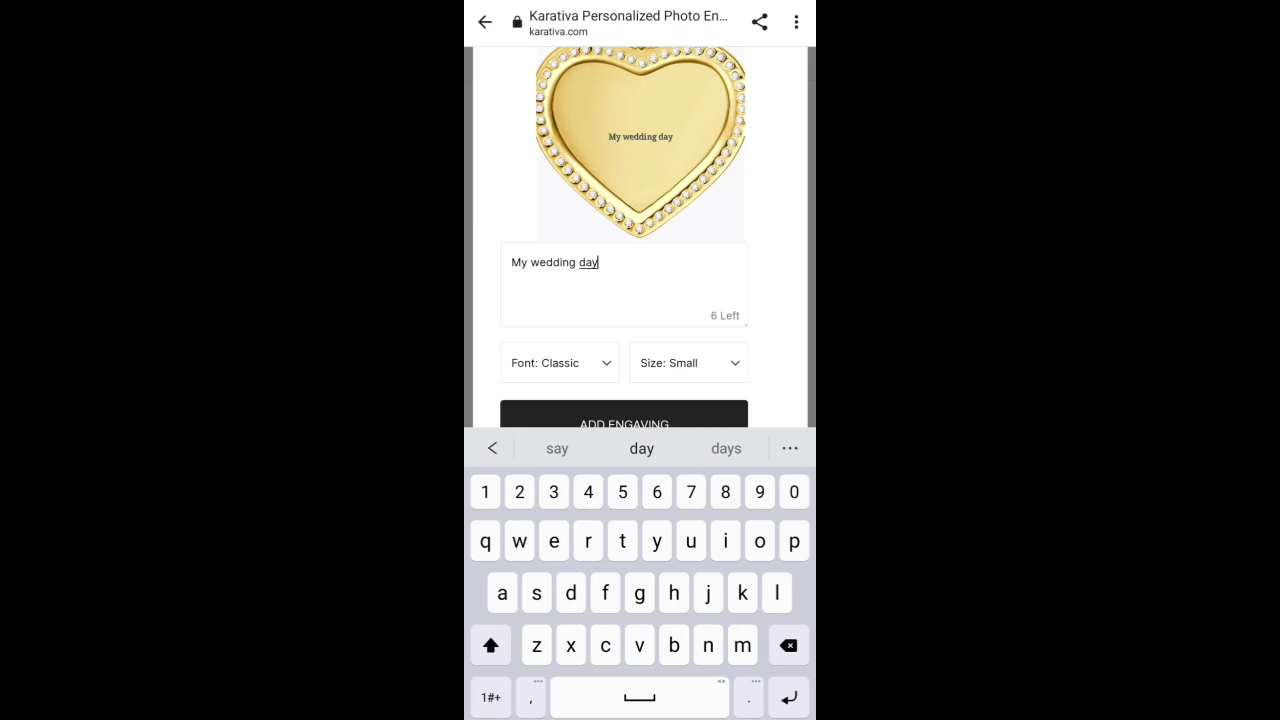 Karativa Personalized Photo En...
karativa.com
My wedding day
My wedding day
6 Left
Font: Classic
Size: Small
ADD ENGAVING
say day days
1 2 3 4 5 6 7 8 9 0
q w e r t y u i o p
a s d f g h j k l
z x c v b n m
1#+ , .